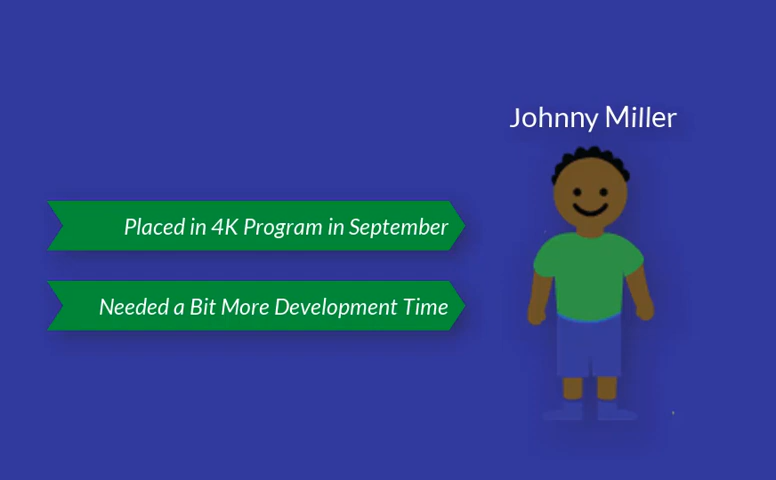 Johnny Miller
Placed in 4K Program in September
Needed a Bit More Development Time